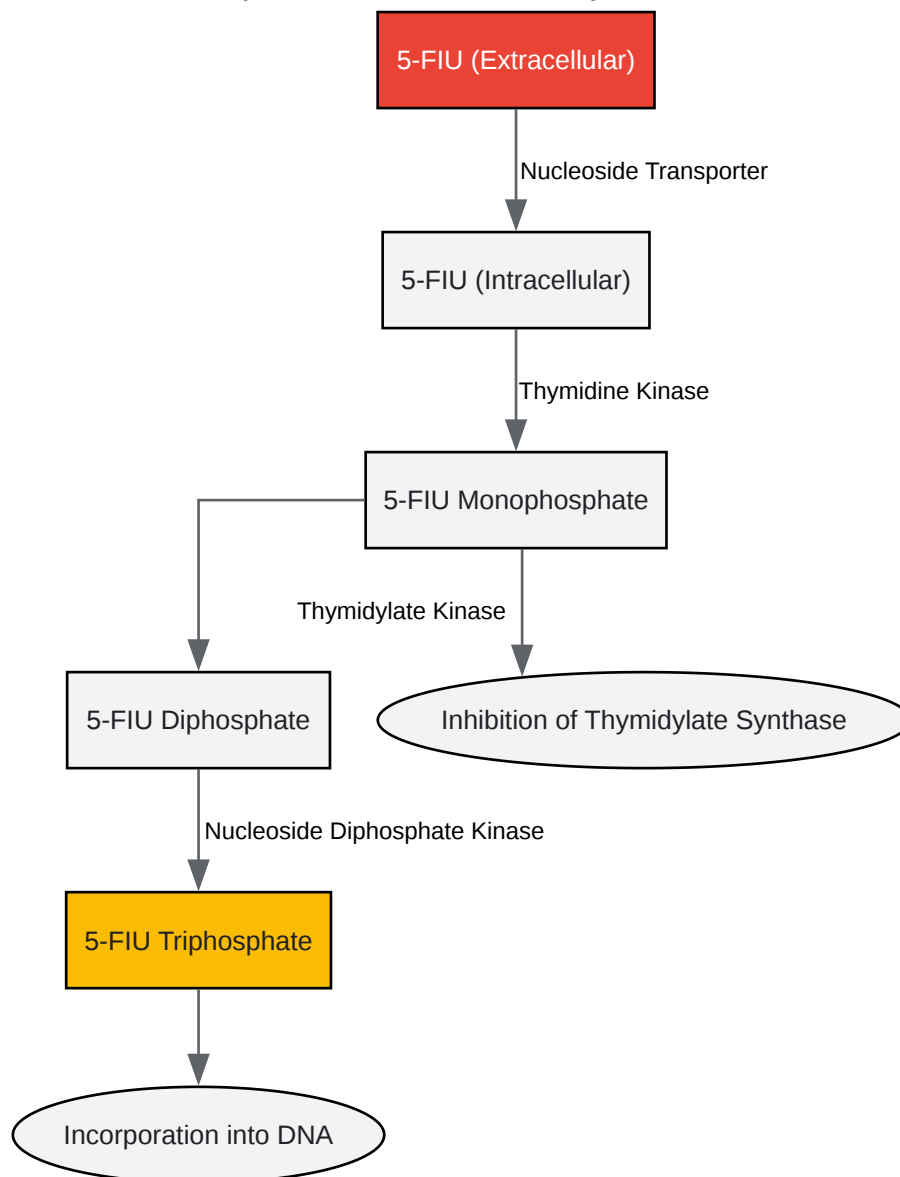 5-FIU (Extracellular)
Nucleoside Transporter
5-FIU (Intracellular)
Thymidine Kinase
5-FIU Monophosphate
Thymidylate Kinase
5-FIU Diphosphate
Inhibition of Thymidylate Synthase
Nucleoside Diphosphate Kinase
5-FIU Triphosphate
Incorporation into DNA